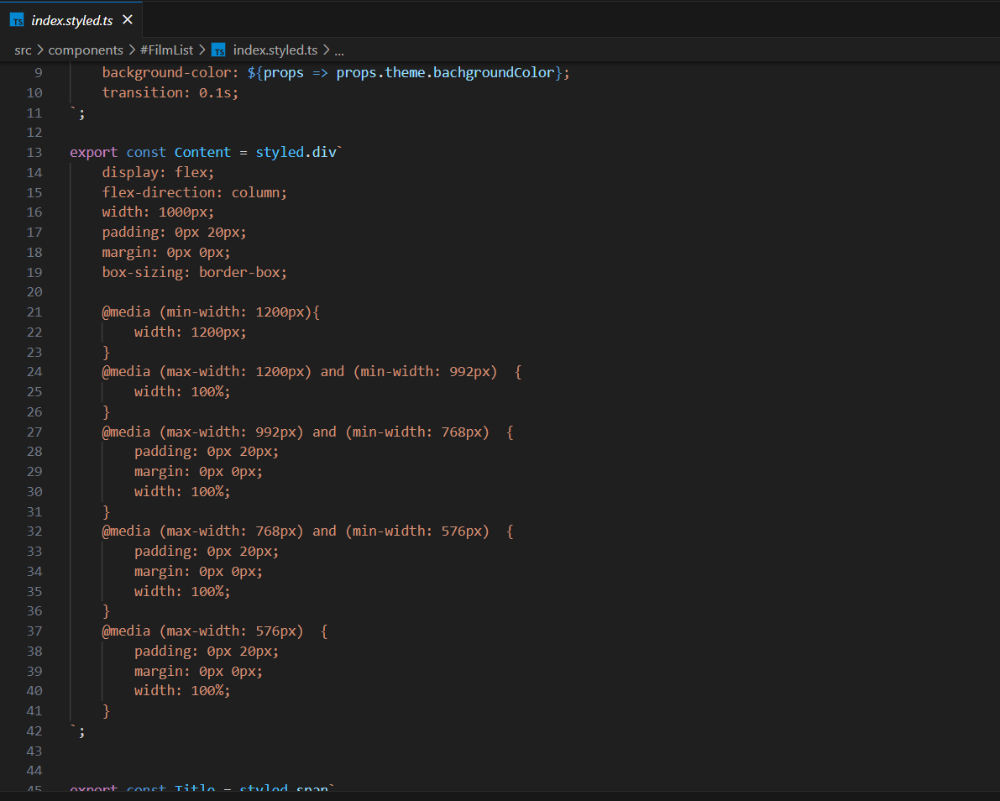 TS index.styled.ts ×
src > components > #FilmList > TS index.styled.ts > ...
9 background-color: ${props => props.theme.bachgroundColor};
10 transition: 0.1s;
11 `;
12
13 export const Content = styled.div`
14 display: flex;
15 flex-direction: column;
16 width: 1000px;
17 padding: 0px 20px;
18 margin: 0px 0px;
19 box-sizing: border-box;
20
21 @media (min-width: 1200px){
22 width: 1200px;
23 }
24 @media (max-width: 1200px) and (min-width: 992px)  {
25 width: 100%;
26 }
27 @media (max-width: 992px) and (min-width: 768px)  {
28 padding: 0px 20px;
29 margin: 0px 0px;
30 width: 100%;
31 }
32 @media (max-width: 768px) and (min-width: 576px)  {
33 padding: 0px 20px;
34 margin: 0px 0px;
35 width: 100%;
36 }
37 @media (max-width: 576px)  {
38 padding: 0px 20px;
39 margin: 0px 0px;
40 width: 100%;
41 }
42 `;
43
44
45 export const Title = styled.span`